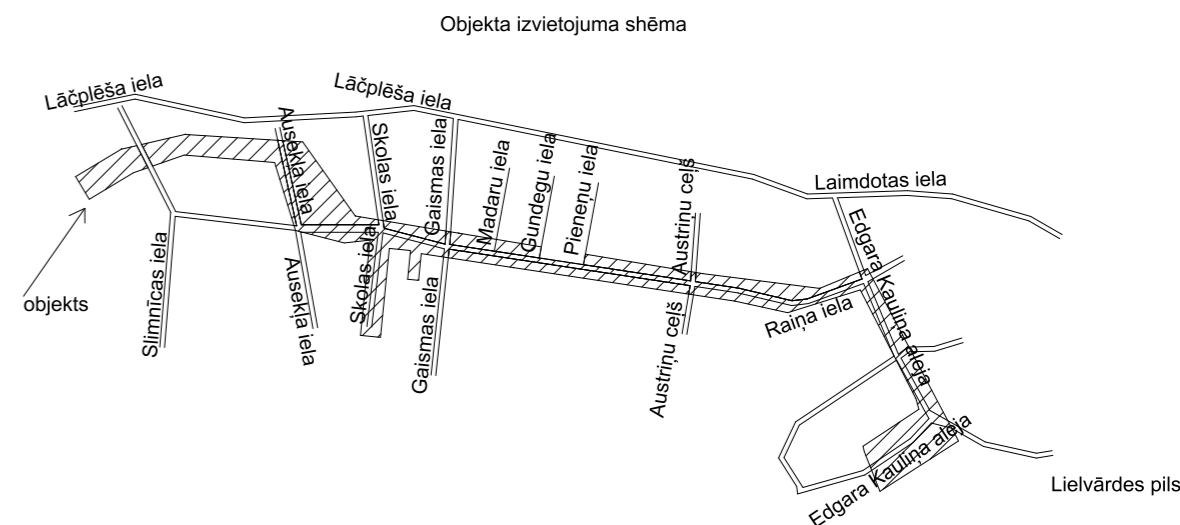 Objekta izvietojuma shēma
Lāčplēša iela
Lāčplēša iela
Ausekļa iela
Skolas iela
Gaismas iela
Madaru iela
Gundegu iela
Pieneņu iela
Austriņu ceļš
Laimdotas iela
Edgara Kauliņa aleja
objekts
Slimnīcas iela
Ausekļa iela
Skolas iela
Gaismas iela
Austriņu ceļš
Raiņa iela
Edgara Kauliņa aleja
Lielvārdes pils